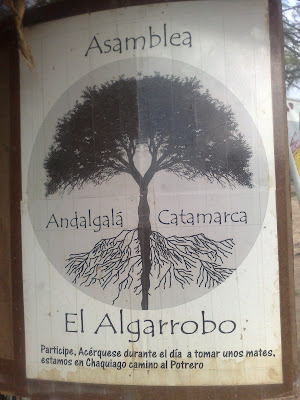 Asamblea
Andalgalá Catamarca
El Algarrobo
Participe, Acérquese durante el día a tomar unos mates,
estamos en Chaquiago camino al Potrero